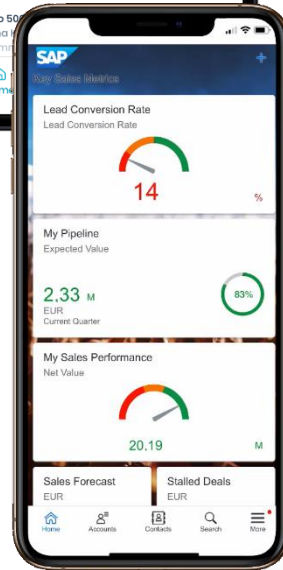 SAP
Key Sales Metrics
Lead Conversion Rate
Lead Conversion Rate
14
%
My Pipeline
Expected Value
2,33 M
EUR
Current Quarter
83%
My Sales Performance
Net Value
20.19
M
Sales Forecast
EUR
Stalled Deals
EUR
Home
Accounts
Contacts
Search
More